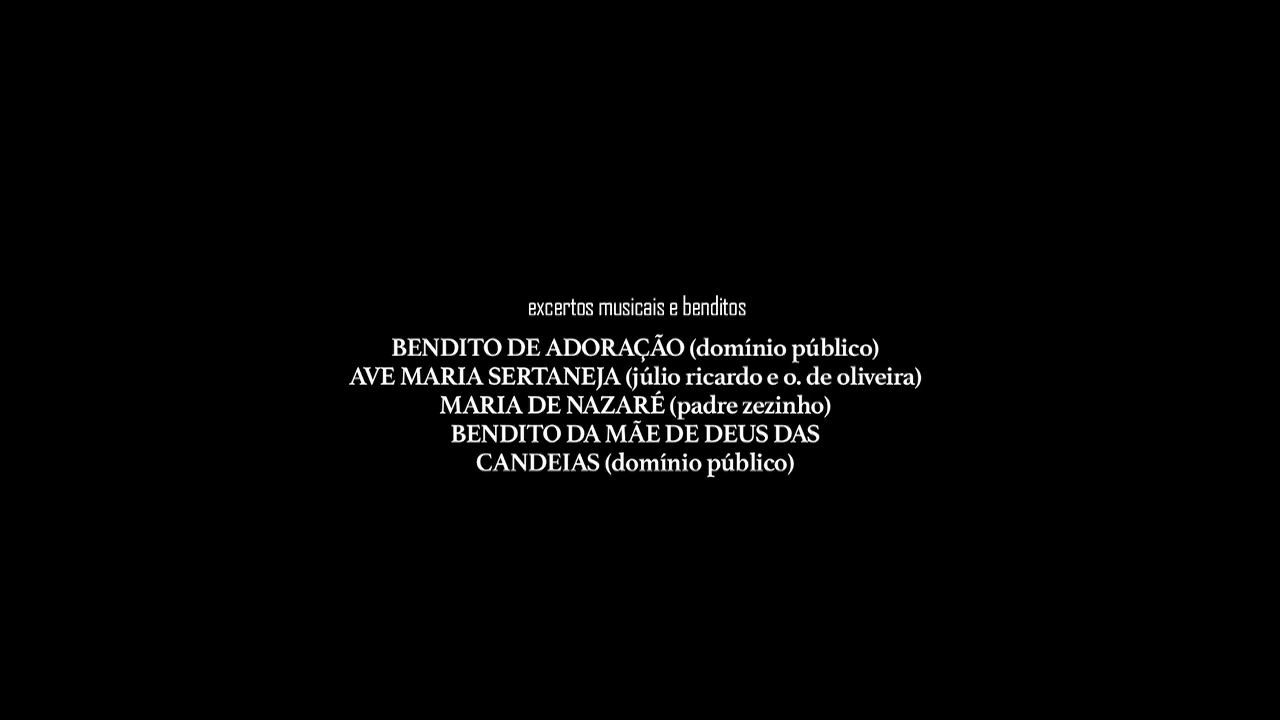 excertos musicais e benditos
BENDITO DE ADORAÇÃO (domínio público)
AVE MARIA SERTANEJA (júlio ricardo e o. de oliveira)
MARIA DE NAZARÉ (padre zezinho)
BENDITO DA MÃE DE DEUS DAS
CANDEIAS (domínio público)